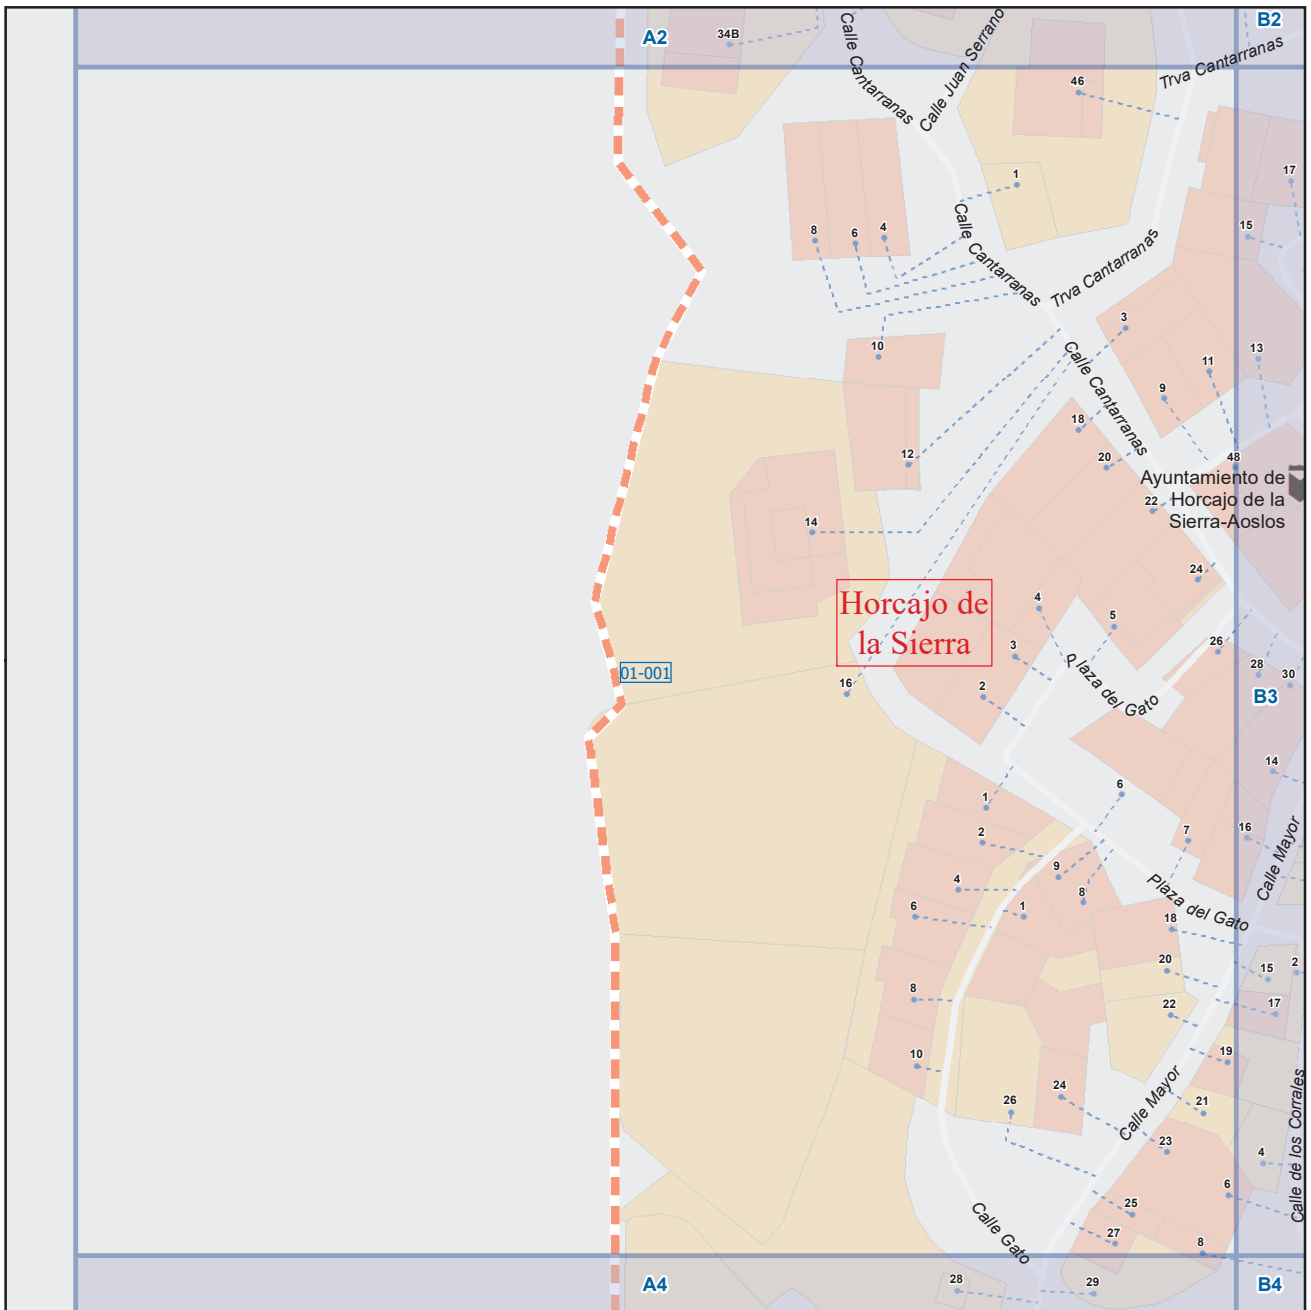 B2
A2
34B
Calle Cantarranas
Calle Juan Serrano
Trva Cantarranas
46
1
17
15
8
6
4
Calle Cantarranas
Trva Cantarranas
3
10
13
11
9
Calle Cantarranas
18
12
20
48
Ayuntamiento de
Horcajo de la
Sierra-Aoslos
22
14
24
Horcajo de
la Sierra
4
5
26
3
28
30
01-001
16
2
Plaza del Gato
B3
14
6
1
16
7
2
Calle Mayor
9
4
8
Plaza del Gato
6
1
18
20
15
2
8
22
17
10
19
24
26
21
Calle Mayor
Calle de los Corrales
23
4
6
25
27
8
Calle Gato
A4
28
29
B4